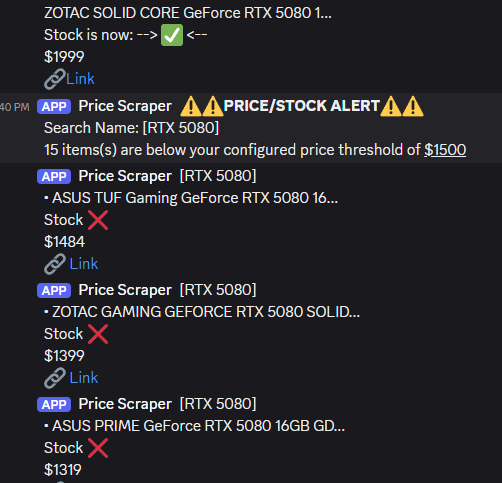 ZOTAC SOLID CORE GeForce RTX 5080 1...
Stock is now: --> ✅ <--
$1999
🔗Link
40 PM APP Price Scraper ⚠️⚠️PRICE/STOCK ALERT⚠️⚠️
Search Name: [RTX 5080]
15 items(s) are below your configured price threshold of $1500
APP Price Scraper [RTX 5080]
• ASUS TUF Gaming GeForce RTX 5080 16...
Stock ❌
$1484
🔗 Link
APP Price Scraper [RTX 5080]
• ZOTAC GAMING GEFORCE RTX 5080 SOLID...
Stock ❌
$1399
🔗 Link
APP Price Scraper [RTX 5080]
• ASUS PRIME GeForce RTX 5080 16GB GD...
Stock ❌
$1319